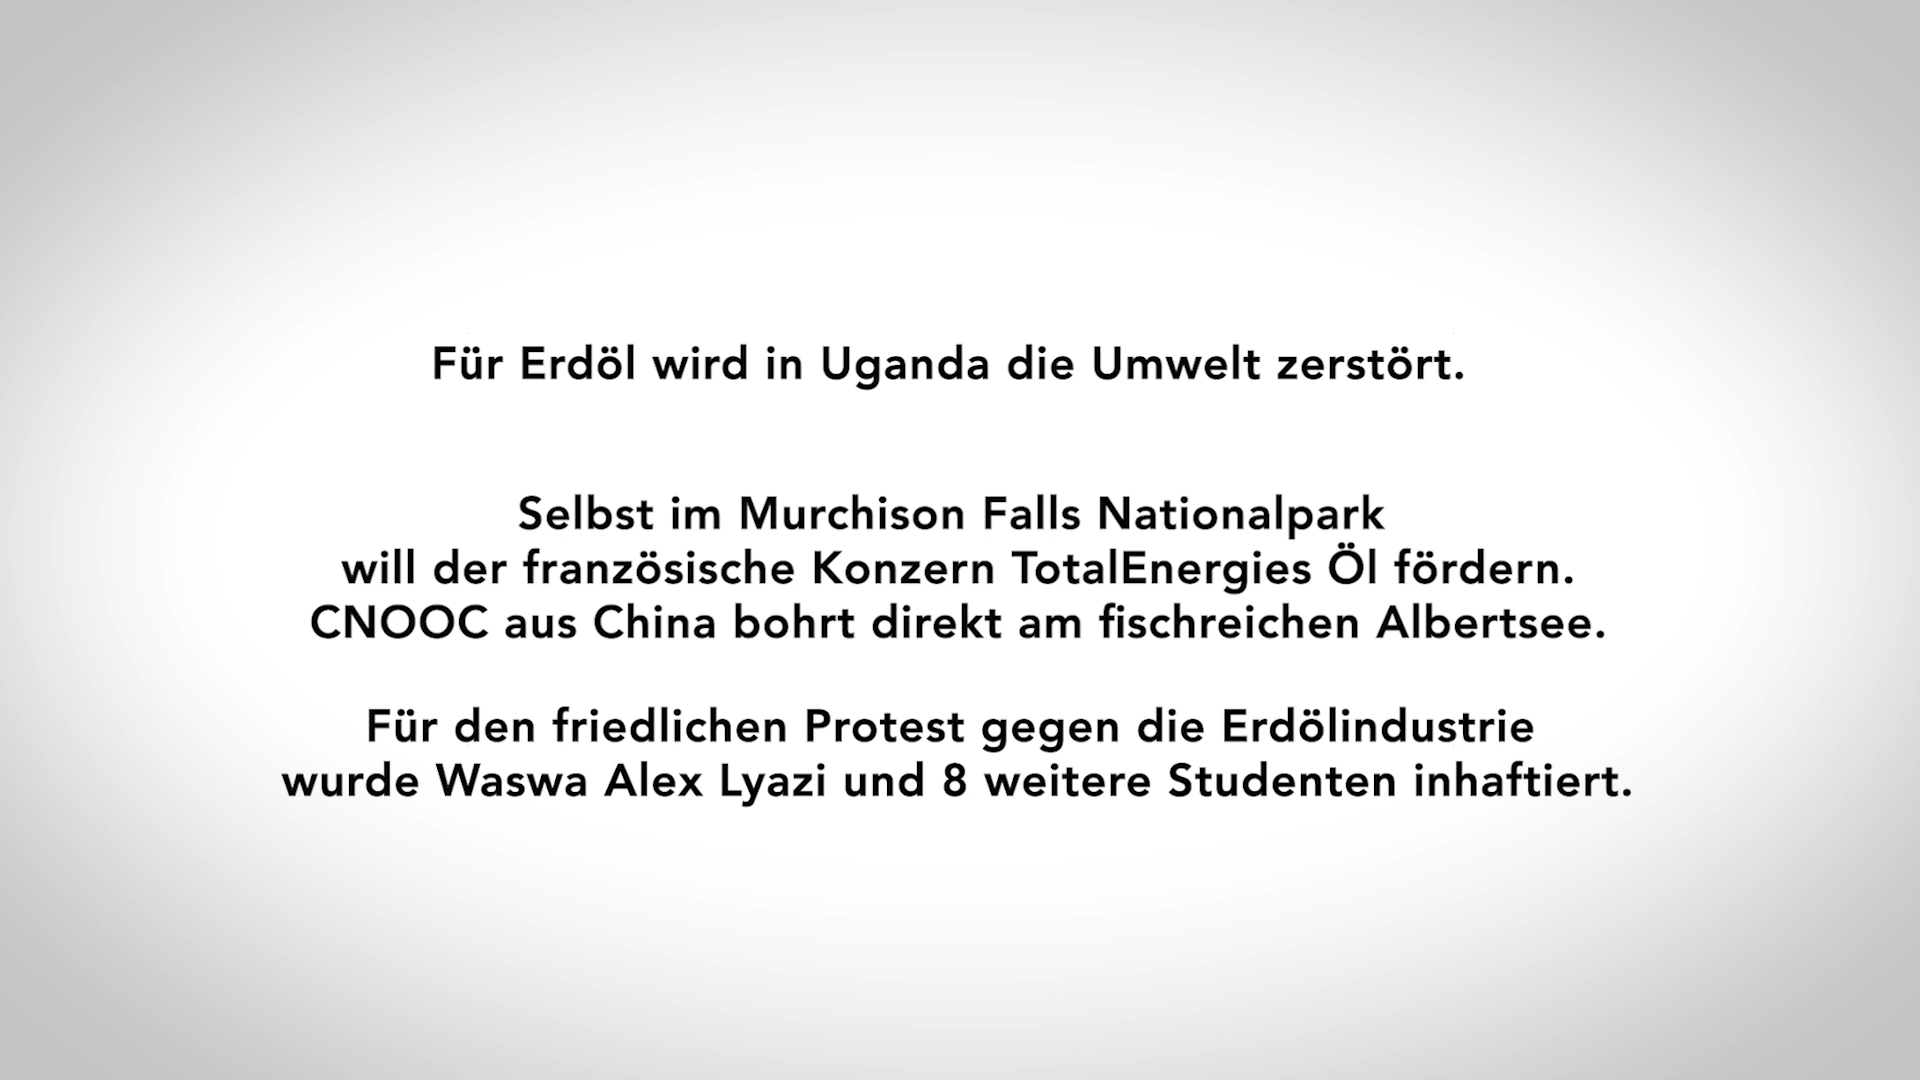 Für Erdöl wird in Uganda die Umwelt zerstört.
Selbst im Murchison Falls Nationalpark
will der französische Konzern TotalEnergies Öl fördern.
CNOOC aus China bohrt direkt am fischreichen Albertsee.
Für den friedlichen Protest gegen die Erdölindustrie
wurde Waswa Alex Lyazi und 8 weitere Studenten inhaftiert.